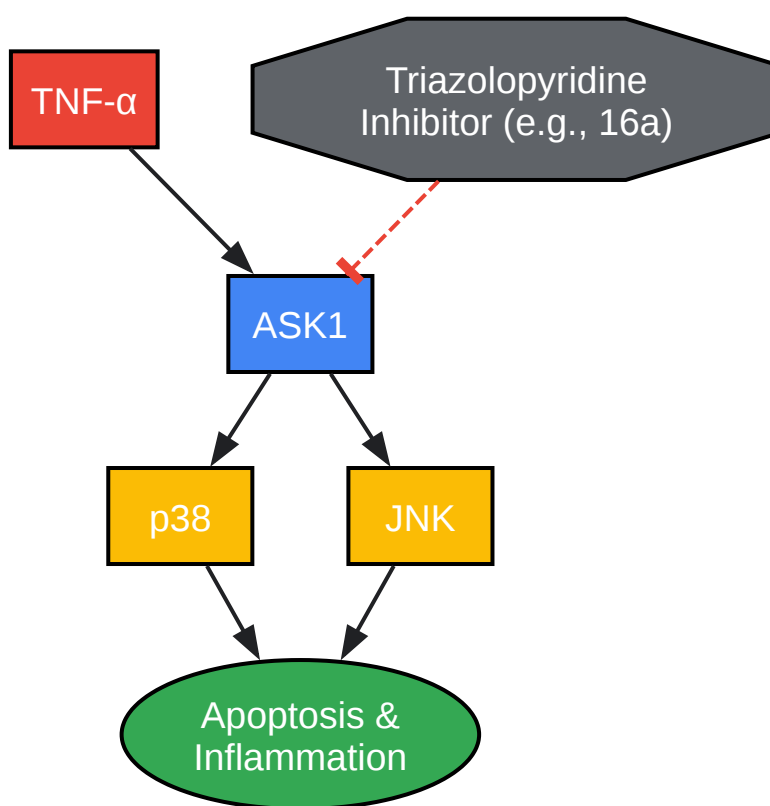 TNF-α
Triazolopyridine
Inhibitor (e.g., 16a)
ASK1
p38
JNK
Apoptosis &
Inflammation